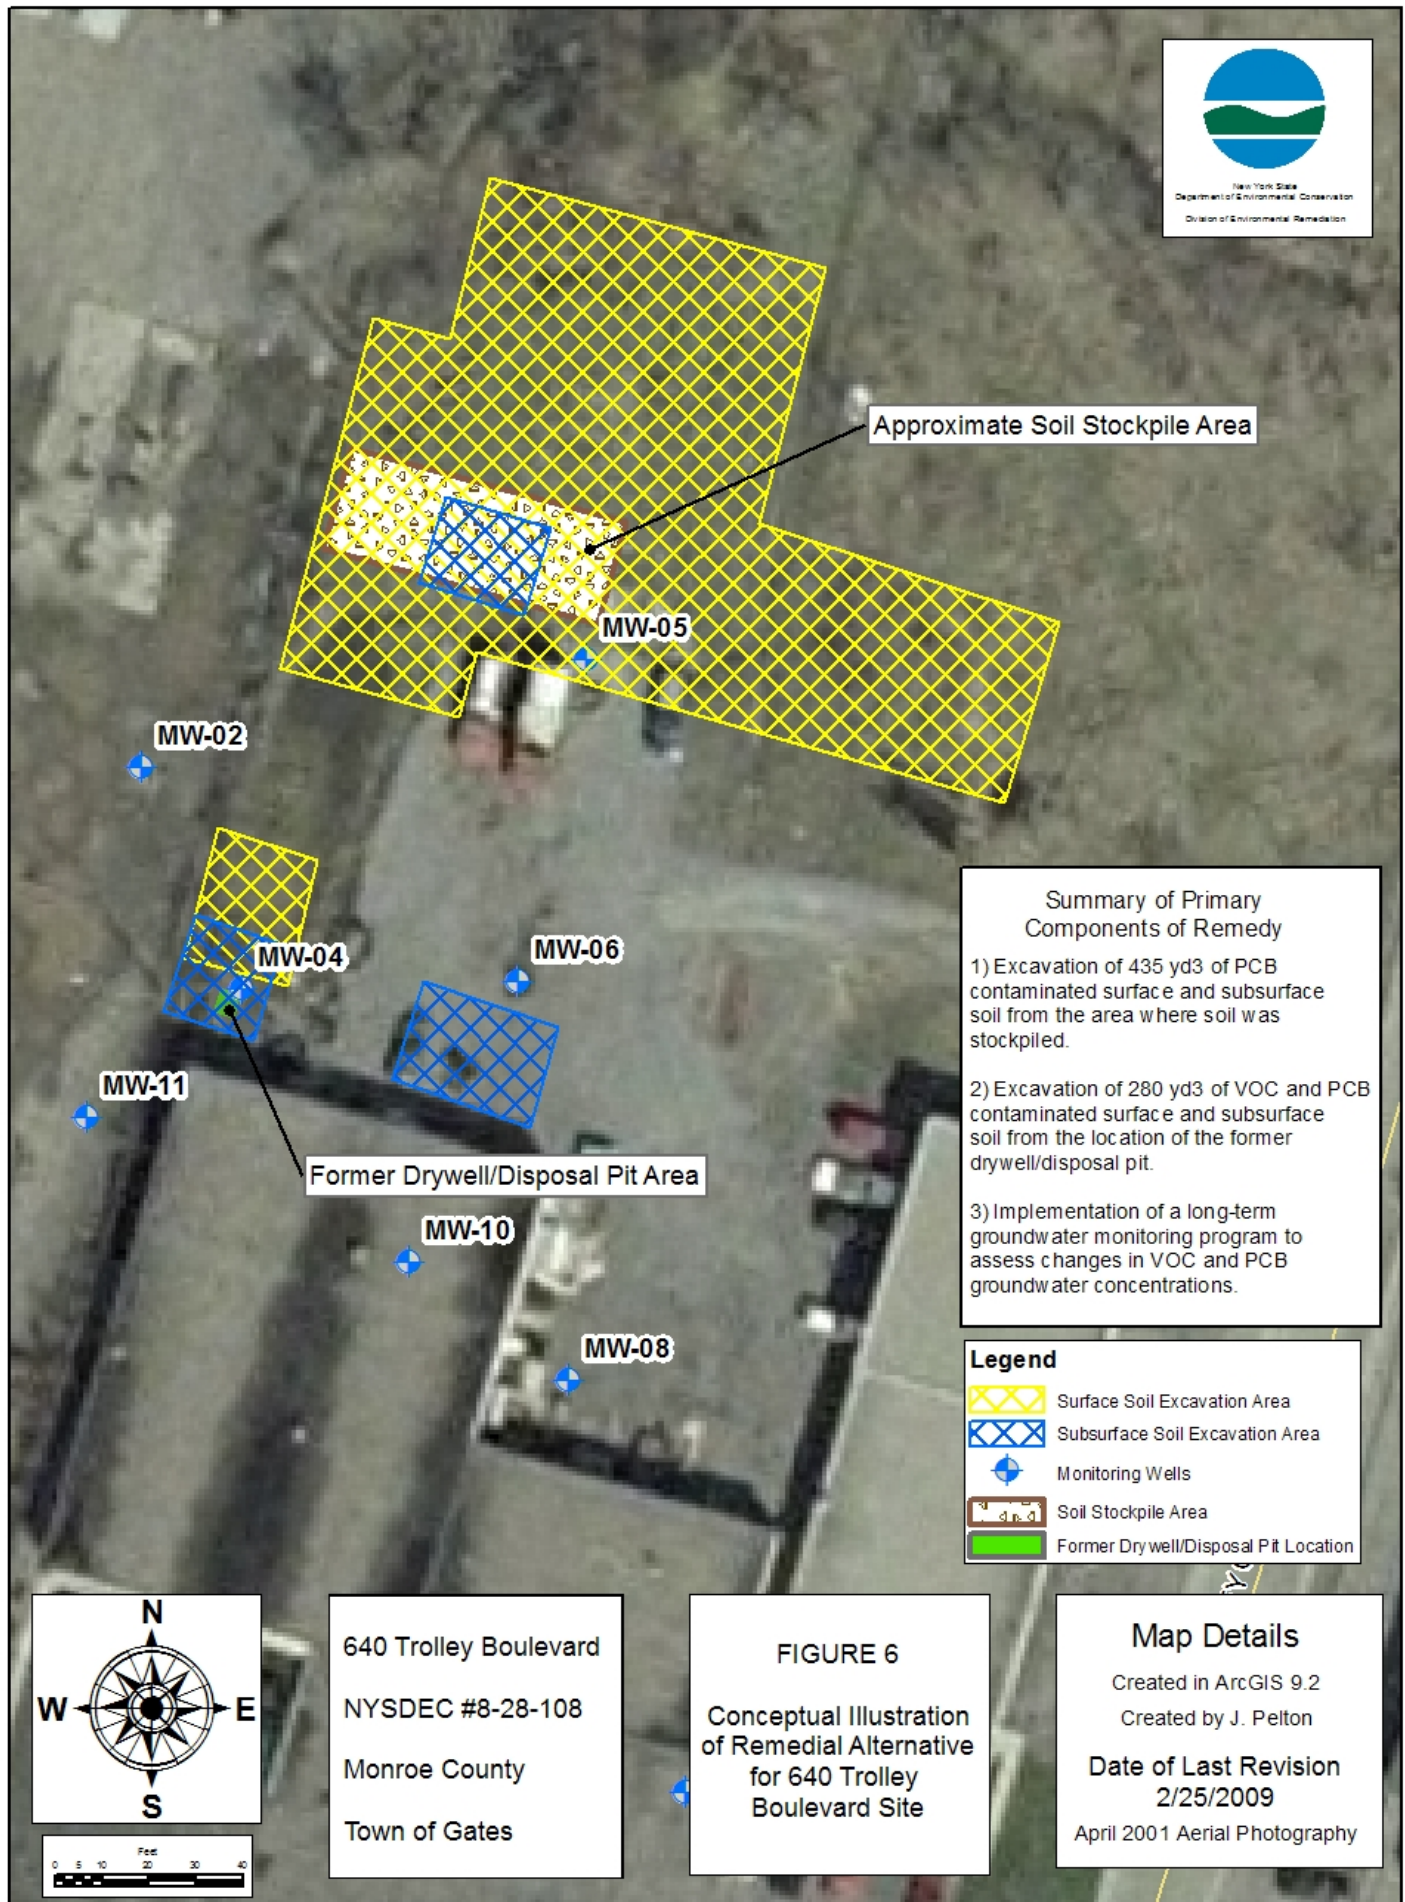 New York State
Department of Environmental Conservation
Division of Environmental Remediation
Approximate Soil Stockpile Area
MW-05
MW-02
MW-04
MW-06
MW-11
Former Drywell/Disposal Pit Area
MW-10
MW-08
Summary of Primary
Components of Remedy
1) Excavation of 435 yd3 of PCB
contaminated surface and subsurface
soil from the area where soil was
stockpiled.
2) Excavation of 280 yd3 of VOC and PCB
contaminated surface and subsurface
soil from the location of the former
drywell/disposal pit.
3) Implementation of a long-term
groundwater monitoring program to
assess changes in VOC and PCB
groundwater concentrations.
Legend
Surface Soil Excavation Area
Subsurface Soil Excavation Area
Monitoring Wells
Soil Stockpile Area
Former Drywell/Disposal Pit Location
N
W
E
S
Feet
0 5 10 20 30 40
640 Trolley Boulevard
NYSDEC #8-28-108
Monroe County
Town of Gates
FIGURE 6
Conceptual Illustration
of Remedial Alternative
for 640 Trolley
Boulevard Site
Map Details
Created in ArcGIS 9.2
Created by J. Pelton
Date of Last Revision
2/25/2009
April 2001 Aerial Photography